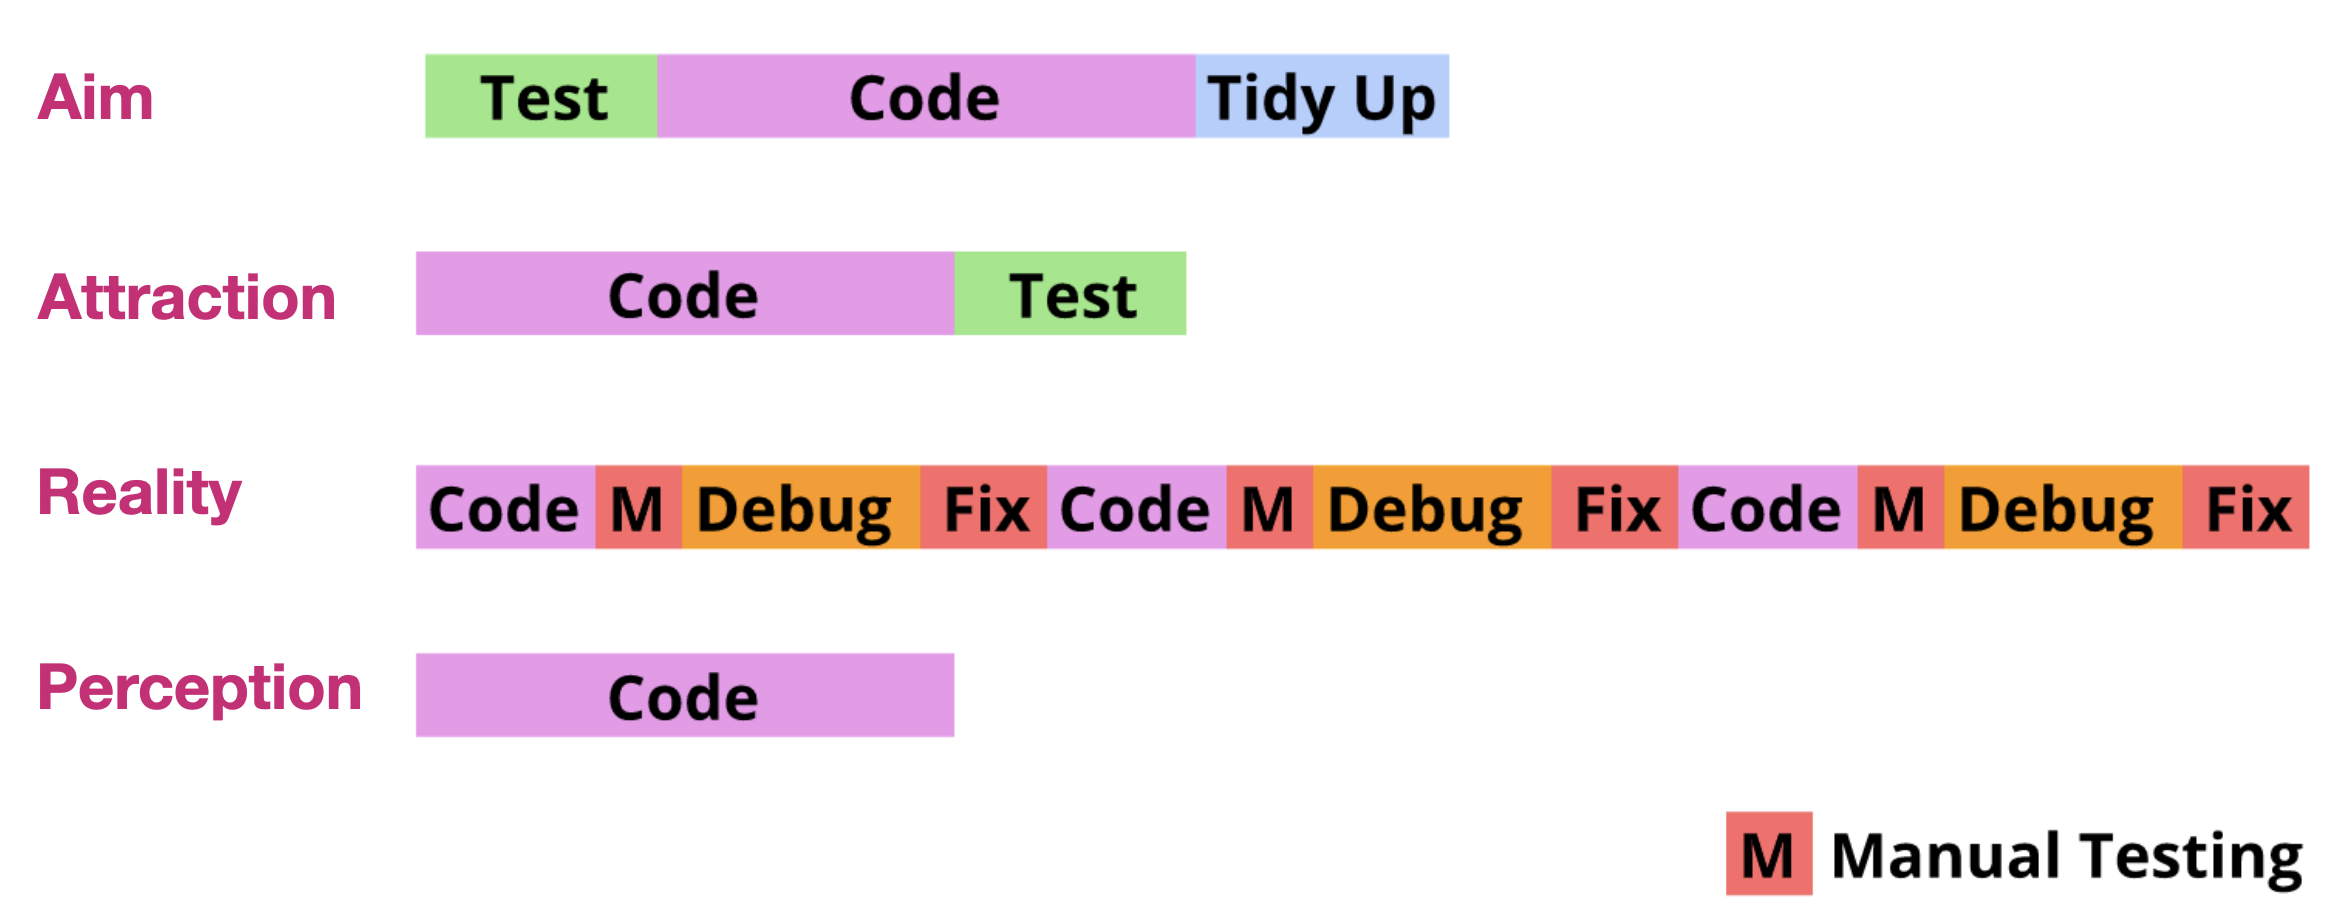 Aim Test Code Tidy Up
Attraction Code Test
Reality Code M Debug Fix Code M Debug Fix Code M Debug Fix
Perception Code
M Manual Testing